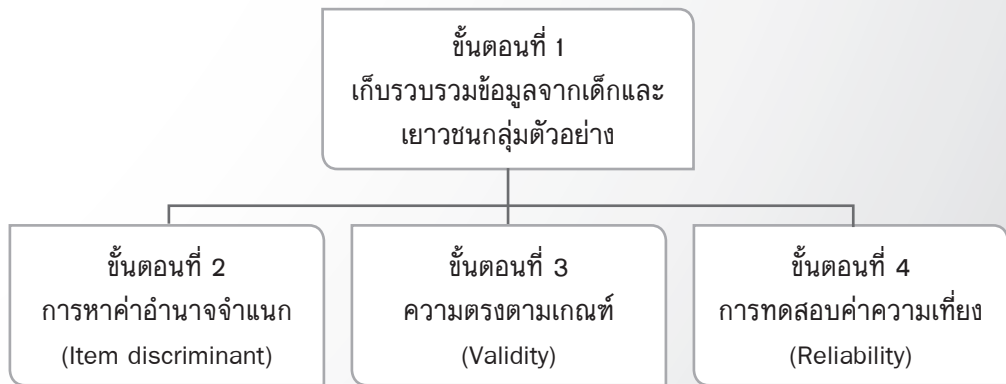 ขั้นตอนที่ 1
เก็บรวบรวมข้อมูลจากเด็กและ
เยาวชนกลุ่มตัวอย่าง
ขั้นตอนที่ 2
การหาค่าอำนาจจำแนก
(Item discriminant)
ขั้นตอนที่ 3
ความตรงตามเกณฑ์
(Validity)
ขั้นตอนที่ 4
การทดสอบค่าความเที่ยง
(Reliability)